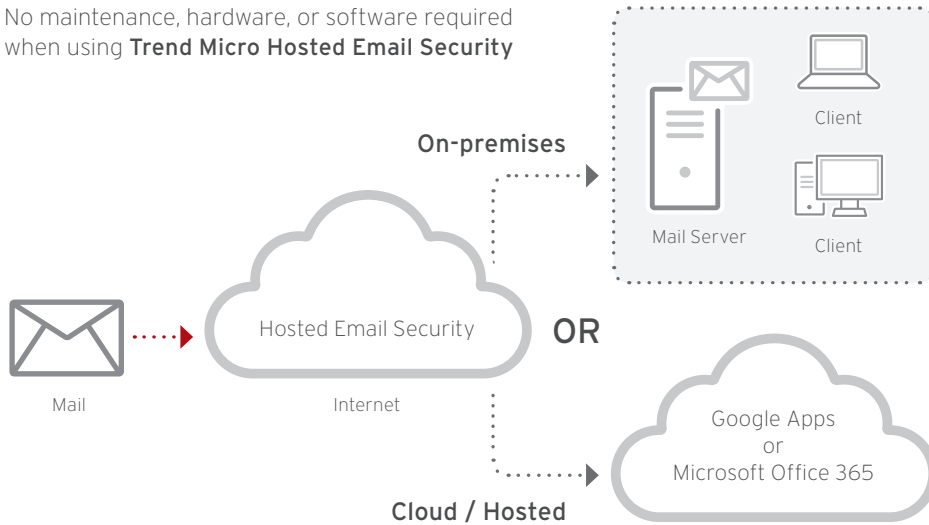 No maintenance, hardware, or software required
when using Trend Micro Hosted Email Security
On-premises
Client
Mail Server
Client
Hosted Email Security
OR
Mail
Internet
Google Apps
or
Microsoft Office 365
Cloud / Hosted